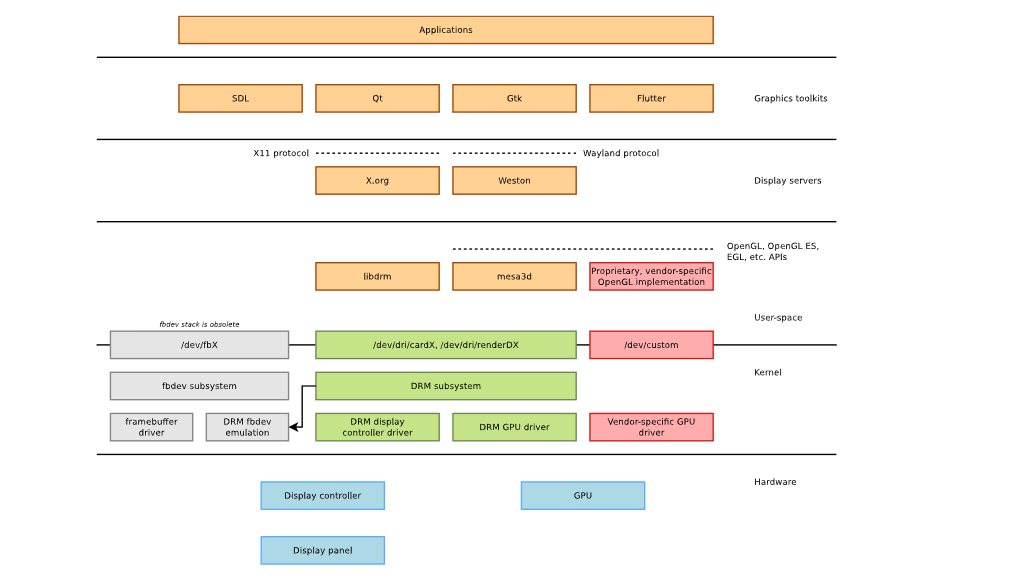 Applications
SDL
Qt
Gtk
Flutter
Graphics toolkits
X11 protocol
Wayland protocol
X.org
Weston
Display servers
OpenGL, OpenGL ES,
EGL, etc. APIs
libdrm
mesa3d
Proprietary, vendor-specific
OpenGL implementation
User-space
fbdev stack is obsolete
/dev/fbX
/dev/dri/cardX, /dev/dri/renderDX
/dev/custom
Kernel
fbdev subsystem
DRM subsystem
framebuffer
driver
DRM fbdev
emulation
DRM display
controller driver
DRM GPU driver
Vendor-specific GPU
driver
Hardware
Display controller
GPU
Display panel